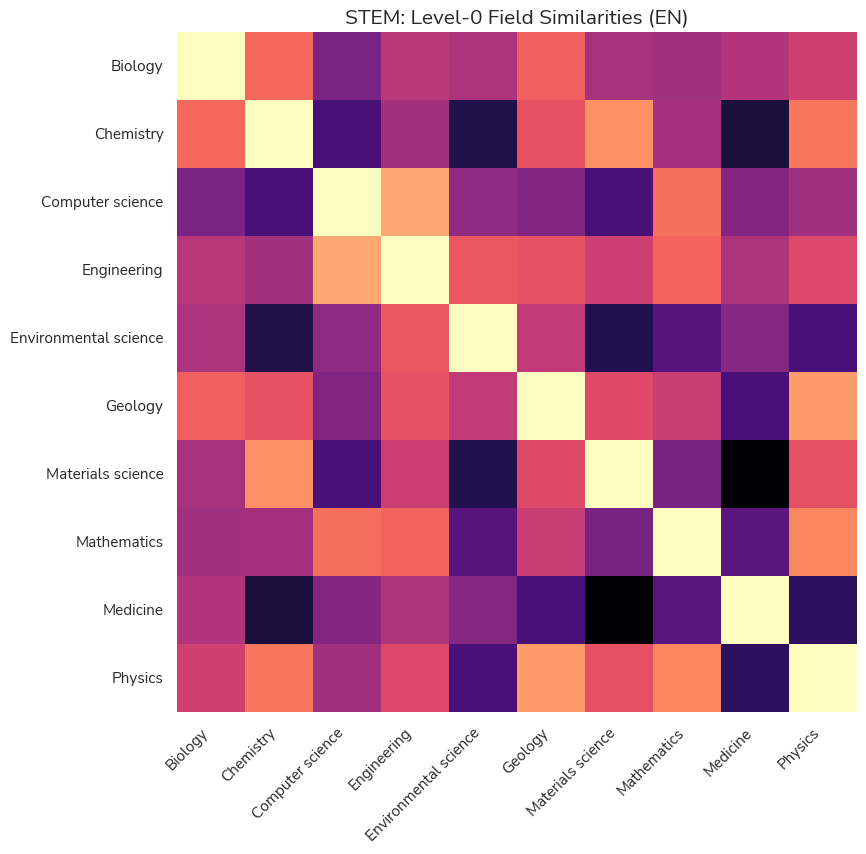 STEM: Level-0 Field Similarities (EN)
Biology
Chemistry
Computer science
Engineering
Environmental science
Geology
Materials science
Mathematics
Medicine
Physics
Biology
Chemistry
Computer science
Engineering
Environmental science
Geology
Materials science
Mathematics
Medicine
Physics